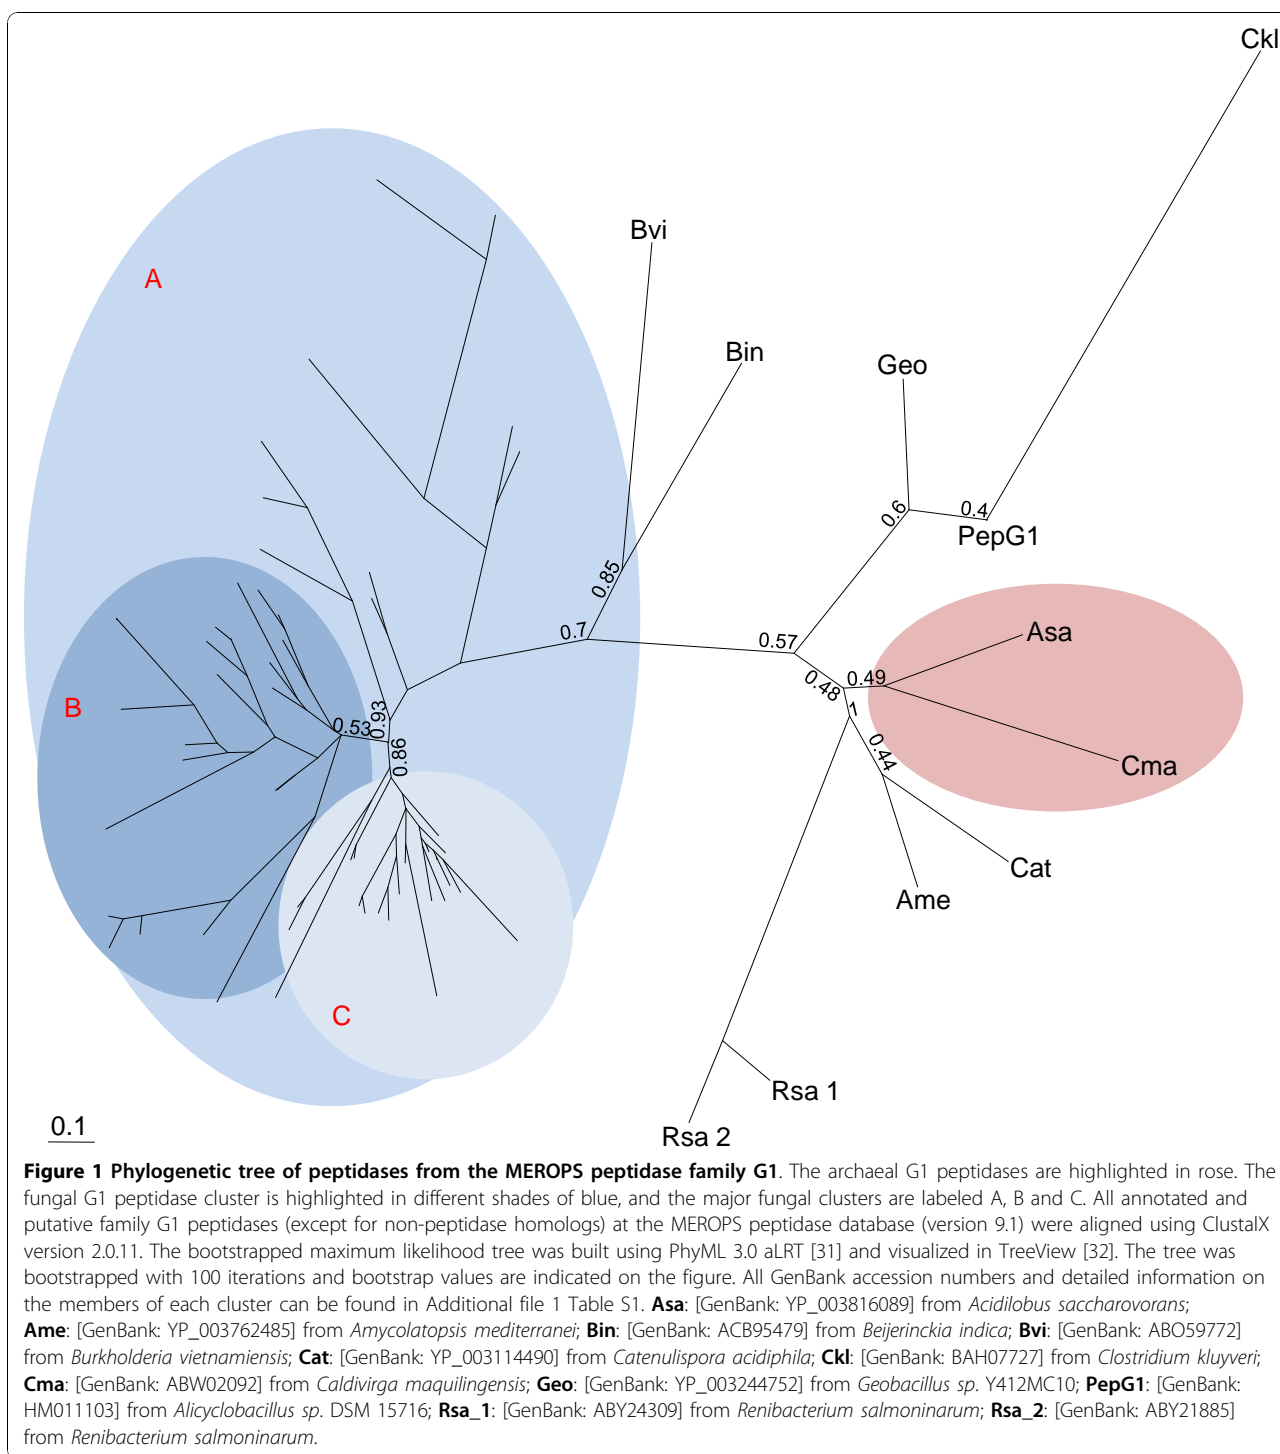 Ckl
Bvi
A
Bin
Geo
0.6
0.4
PepG1
0.85
0.7
0.57
Asa
0.48
0.49
B
0.53
0.93
1
0.86
0.44
Cma
Cat
Ame
C
Rsa 1
0.1
Rsa 2
Figure 1 Phylogenetic tree of peptidases from the MEROPS peptidase family G1. The archaeal G1 peptidases are highlighted in rose. The
fungal G1 peptidase cluster is highlighted in different shades of blue, and the major fungal clusters are labeled A, B and C. All annotated and
putative family G1 peptidases (except for non-peptidase homologs) at the MEROPS peptidase database (version 9.1) were aligned using ClustalX
version 2.0.11. The bootstrapped maximum likelihood tree was built using PhyML 3.0 aLRT [31] and visualized in TreeView [32]. The tree was
bootstrapped with 100 iterations and bootstrap values are indicated on the figure. All GenBank accession numbers and detailed information on
the members of each cluster can be found in Additional file 1 Table S1. Asa: [GenBank: YP_003816089] from Acidilobus saccharovorans;
Ame: [GenBank: YP_003762485] from Amycolatopsis mediterranei; Bin: [GenBank: ACB95479] from Beijerinckia indica; Bvi: [GenBank: ABO59772]
from Burkholderia vietnamiensis; Cat: [GenBank: YP_003114490] from Catenulispora acidiphila; Ckl: [GenBank: BAH07727] from Clostridium kluyveri;
Cma: [GenBank: ABW02092] from Caldivirga maquilingensis; Geo: [GenBank: YP_003244752] from Geobacillus sp. Y412MC10; PepG1: [GenBank:
HM011103] from Alicyclobacillus sp. DSM 15716; Rsa_1: [GenBank: ABY24309] from Renibacterium salmoninarum; Rsa_2: [GenBank: ABY21885]
from Renibacterium salmoninarum.